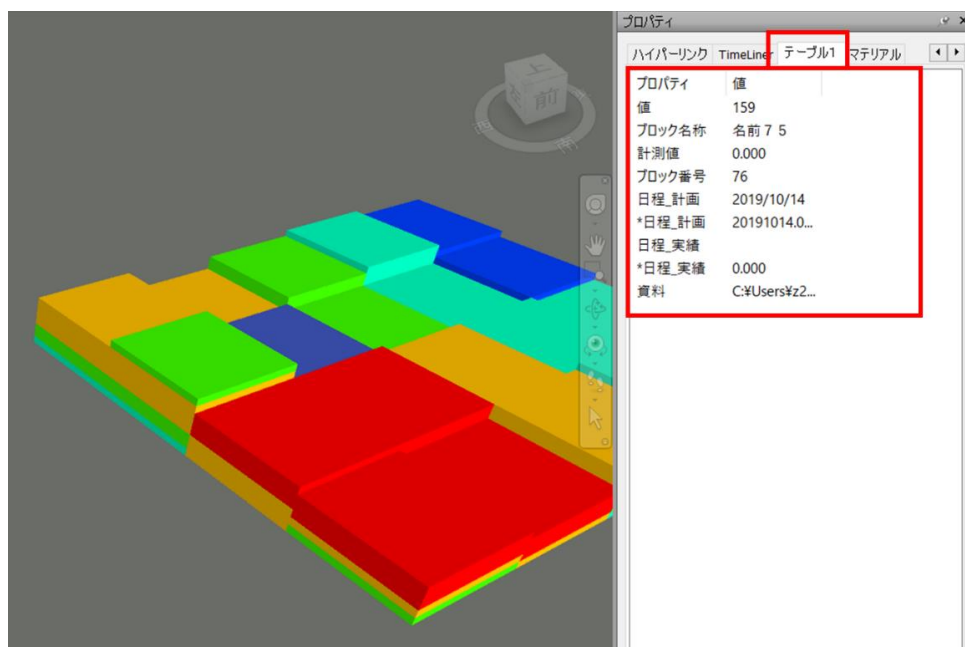 プロパティ
ハイパーリンク TimeLiner テーブル1 マテリアル
プロパティ 値
値 159
ブロック名称 名前７５
計測値 0.000
ブロック番号 76
日程_計画 2019/10/14
*日程_計画 20191014.0...
日程_実績
*日程_実績 0.000
資料 C:¥Users¥z2...
上
前
西
南